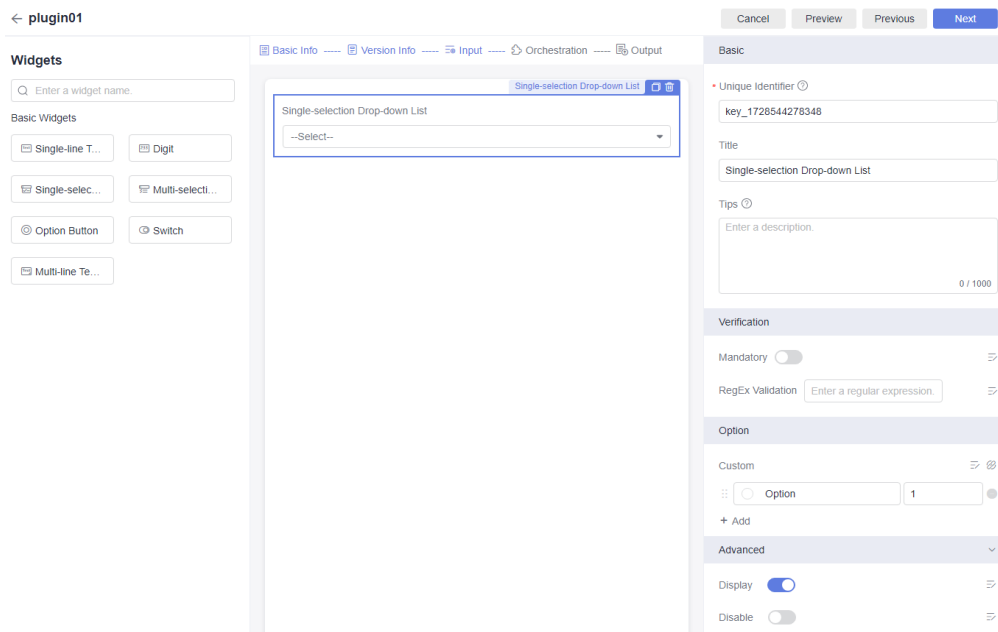 plugin01
Cancel
Preview
Previous
Next
Widgets
Enter a widget name.
Basic Widgets
Single-line T...
Digit
Single-selec...
Multi-selecti...
Option Button
Switch
Multi-line Te...
Basic Info ----- Version Info ----- Input ----- Orchestration ----- Output
Single-selection Drop-down List
Single-selection Drop-down List
--Select--
Basic
* Unique Identifier
key_1728544278348
Title
Single-selection Drop-down List
Tips
Enter a description.
0 / 1000
Verification
Mandatory
RegEx Validation
Enter a regular expression.
Option
Custom
Option
1
+ Add
Advanced
Display
Disable